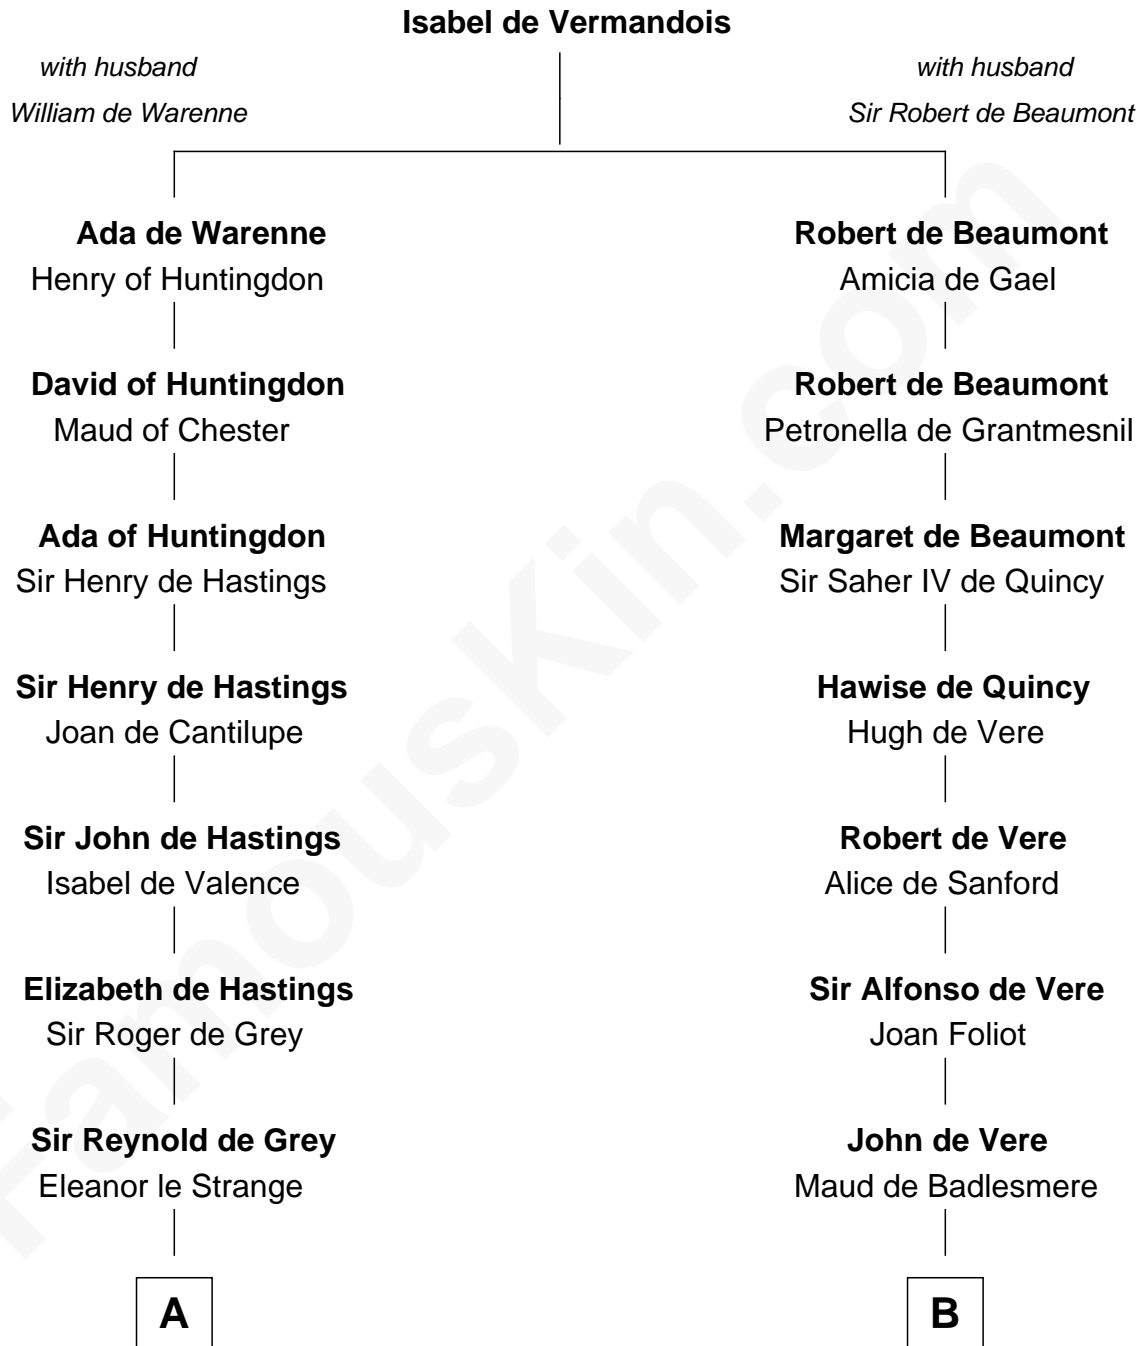 Isabel de Vermandois
with husband
William de Warenne
with husband
Sir Robert de Beaumont
Ada de Warenne
Henry of Huntingdon
Robert de Beaumont
Amicia de Gael
David of Huntingdon
Maud of Chester
Robert de Beaumont
Petronella de Grantmesnil
Ada of Huntingdon
Sir Henry de Hastings
Margaret de Beaumont
Sir Saher IV de Quincy
Sir Henry de Hastings
Joan de Cantilupe
Hawise de Quincy
Hugh de Vere
Sir John de Hastings
Isabel de Valence
Robert de Vere
Alice de Sanford
Elizabeth de Hastings
Sir Roger de Grey
Sir Alfonso de Vere
Joan Foliot
Sir Reynold de Grey
Eleanor le Strange
John de Vere
Maud de Badlesmere
A
B
FamousKin.com